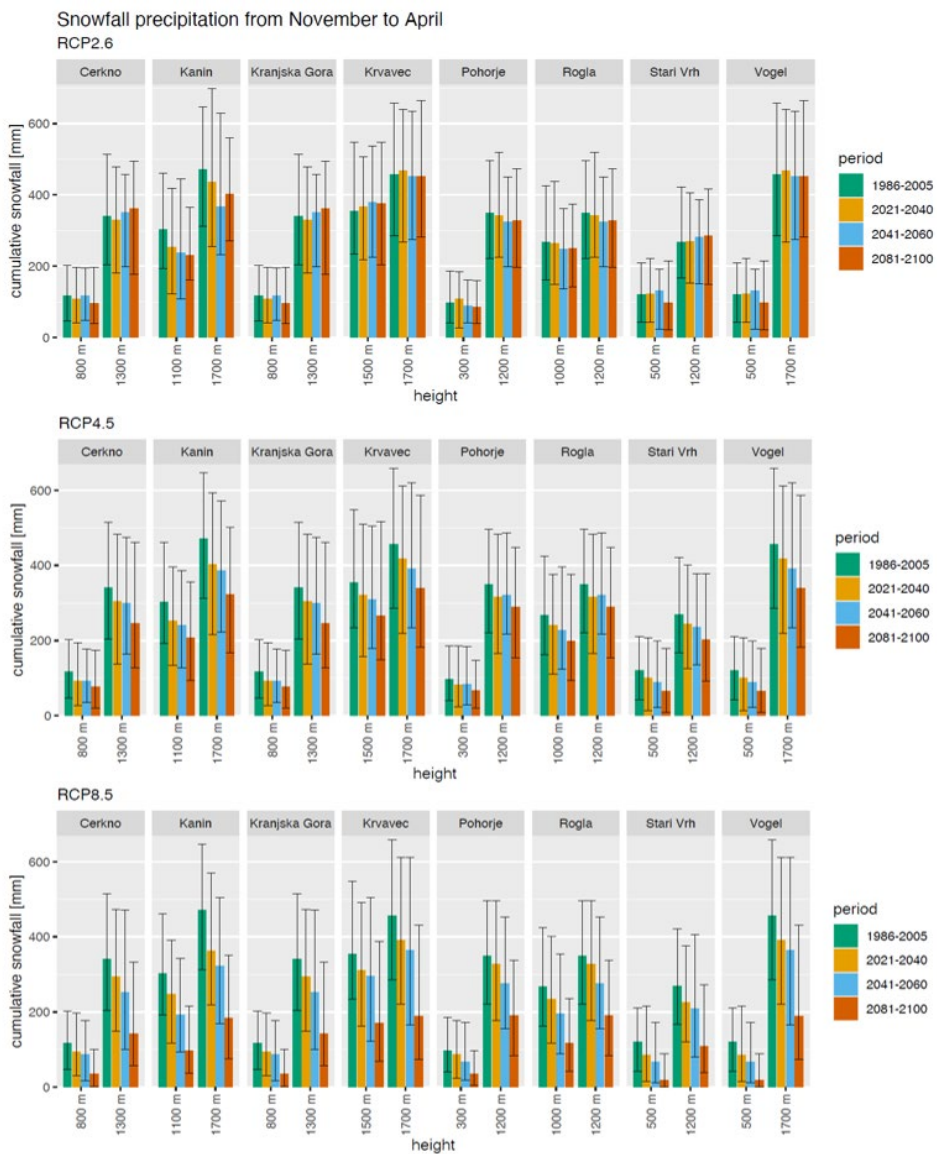 Snowfall precipitation from November to April
RCP2.6
Cerkno Kanin Kranjska Gora Krvavec Pohorje Rogla Stari Vrh Vogel
cumulative snowfall [mm]
600
400
200
0
800 m 1300 m 1100 m 1700 m 800 m 1300 m 1500 m 1700 m 300 m 1200 m 1000 m 1200 m 500 m 1200 m 500 m 1700 m
height
period
1986-2005
2021-2040
2041-2060
2081-2100
RCP4.5
Cerkno Kanin Kranjska Gora Krvavec Pohorje Rogla Stari Vrh Vogel
cumulative snowfall [mm]
600
400
200
0
800 m 1300 m 1100 m 1700 m 800 m 1300 m 1500 m 1700 m 300 m 1200 m 1000 m 1200 m 500 m 1200 m 500 m 1700 m
height
period
1986-2005
2021-2040
2041-2060
2081-2100
RCP8.5
Cerkno Kanin Kranjska Gora Krvavec Pohorje Rogla Stari Vrh Vogel
cumulative snowfall [mm]
600
400
200
0
800 m 1300 m 1100 m 1700 m 800 m 1300 m 1500 m 1700 m 300 m 1200 m 1000 m 1200 m 500 m 1200 m 500 m 1700 m
height
period
1986-2005
2021-2040
2041-2060
2081-2100